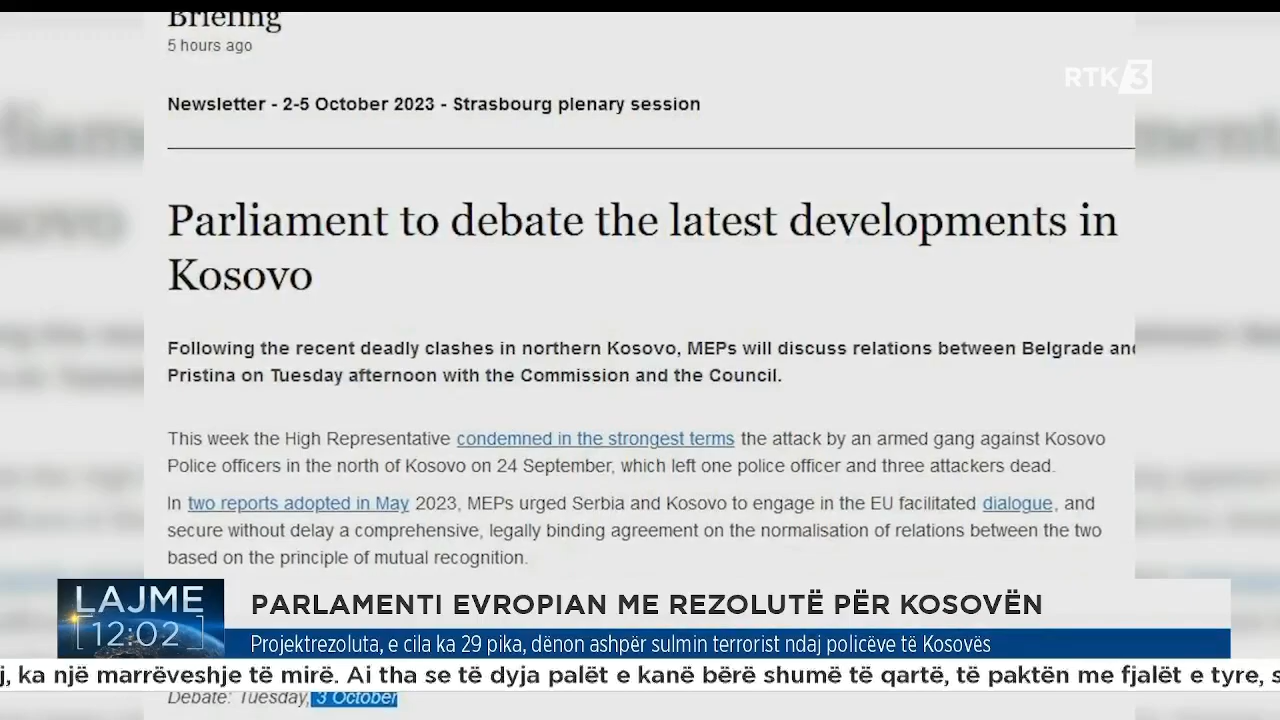 Briefing
5 hours ago
RTK 3
Newsletter - 2-5 October 2023 - Strasbourg plenary session
Parliament to debate the latest developments in
Kosovo
Following the recent deadly clashes in northern Kosovo, MEPs will discuss relations between Belgrade and
Pristina on Tuesday afternoon with the Commission and the Council.
This week the High Representative condemned in the strongest terms the attack by an armed gang against Kosovo
Police officers in the north of Kosovo on 24 September, which left one police officer and three attackers dead.
In two reports adopted in May 2023, MEPs urged Serbia and Kosovo to engage in the EU facilitated dialogue, and
secure without delay a comprehensive, legally binding agreement on the normalisation of relations between the two
based on the principle of mutual recognition.
LAJME
12:02
PARLAMENTI EVROPIAN ME REZOLUTË PËR KOSOVËN
Projektrezoluta, e cila ka 29 pika, dënon ashpër sulmin terrorist ndaj policëve të Kosovës
j, ka një marrëveshje të mirë. Ai tha se të dyja palët e kanë bërë shumë të qartë, të paktën me fjalët e tyre, s
Debate: Tuesday, 3 October